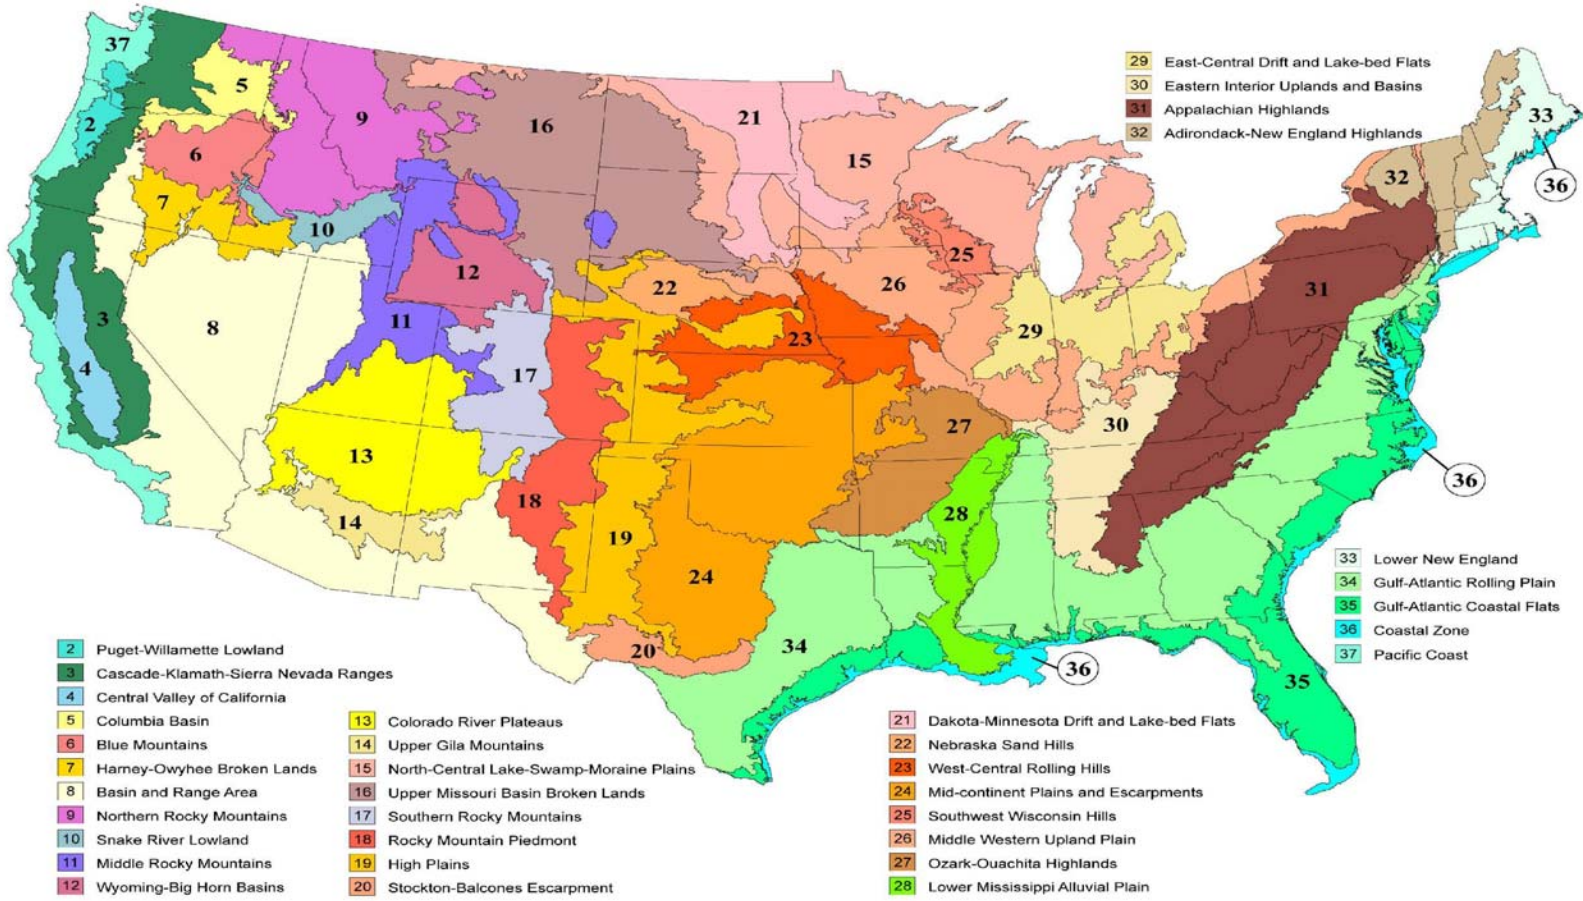 37
5
2
6
9
7
10
16
21
15
12
3
4
8
11
17
22
23
25
26
29
13
14
18
19
24
27
28
30
31
32
33
36
34
20
35
36
36
29 East-Central Drift and Lake-bed Flats
30 Eastern Interior Uplands and Basins
31 Appalachian Highlands
32 Adirondack-New England Highlands
33 Lower New England
34 Gulf-Atlantic Rolling Plain
35 Gulf-Atlantic Coastal Flats
36 Coastal Zone
37 Pacific Coast
2 Puget-Willamette Lowland
3 Cascade-Klamath-Sierra Nevada Ranges
4 Central Valley of California
5 Columbia Basin
6 Blue Mountains
7 Harney-Owyhee Broken Lands
8 Basin and Range Area
9 Northern Rocky Mountains
10 Snake River Lowland
11 Middle Rocky Mountains
12 Wyoming-Big Horn Basins
13 Colorado River Plateaus
14 Upper Gila Mountains
15 North-Central Lake-Swamp-Moraine Plains
16 Upper Missouri Basin Broken Lands
17 Southern Rocky Mountains
18 Rocky Mountain Piedmont
19 High Plains
20 Stockton-Balcones Escarpment
21 Dakota-Minnesota Drift and Lake-bed Flats
22 Nebraska Sand Hills
23 West-Central Rolling Hills
24 Mid-continent Plains and Escarpments
25 Southwest Wisconsin Hills
26 Middle Western Upland Plain
27 Ozark-Ouachita Highlands
28 Lower Mississippi Alluvial Plain